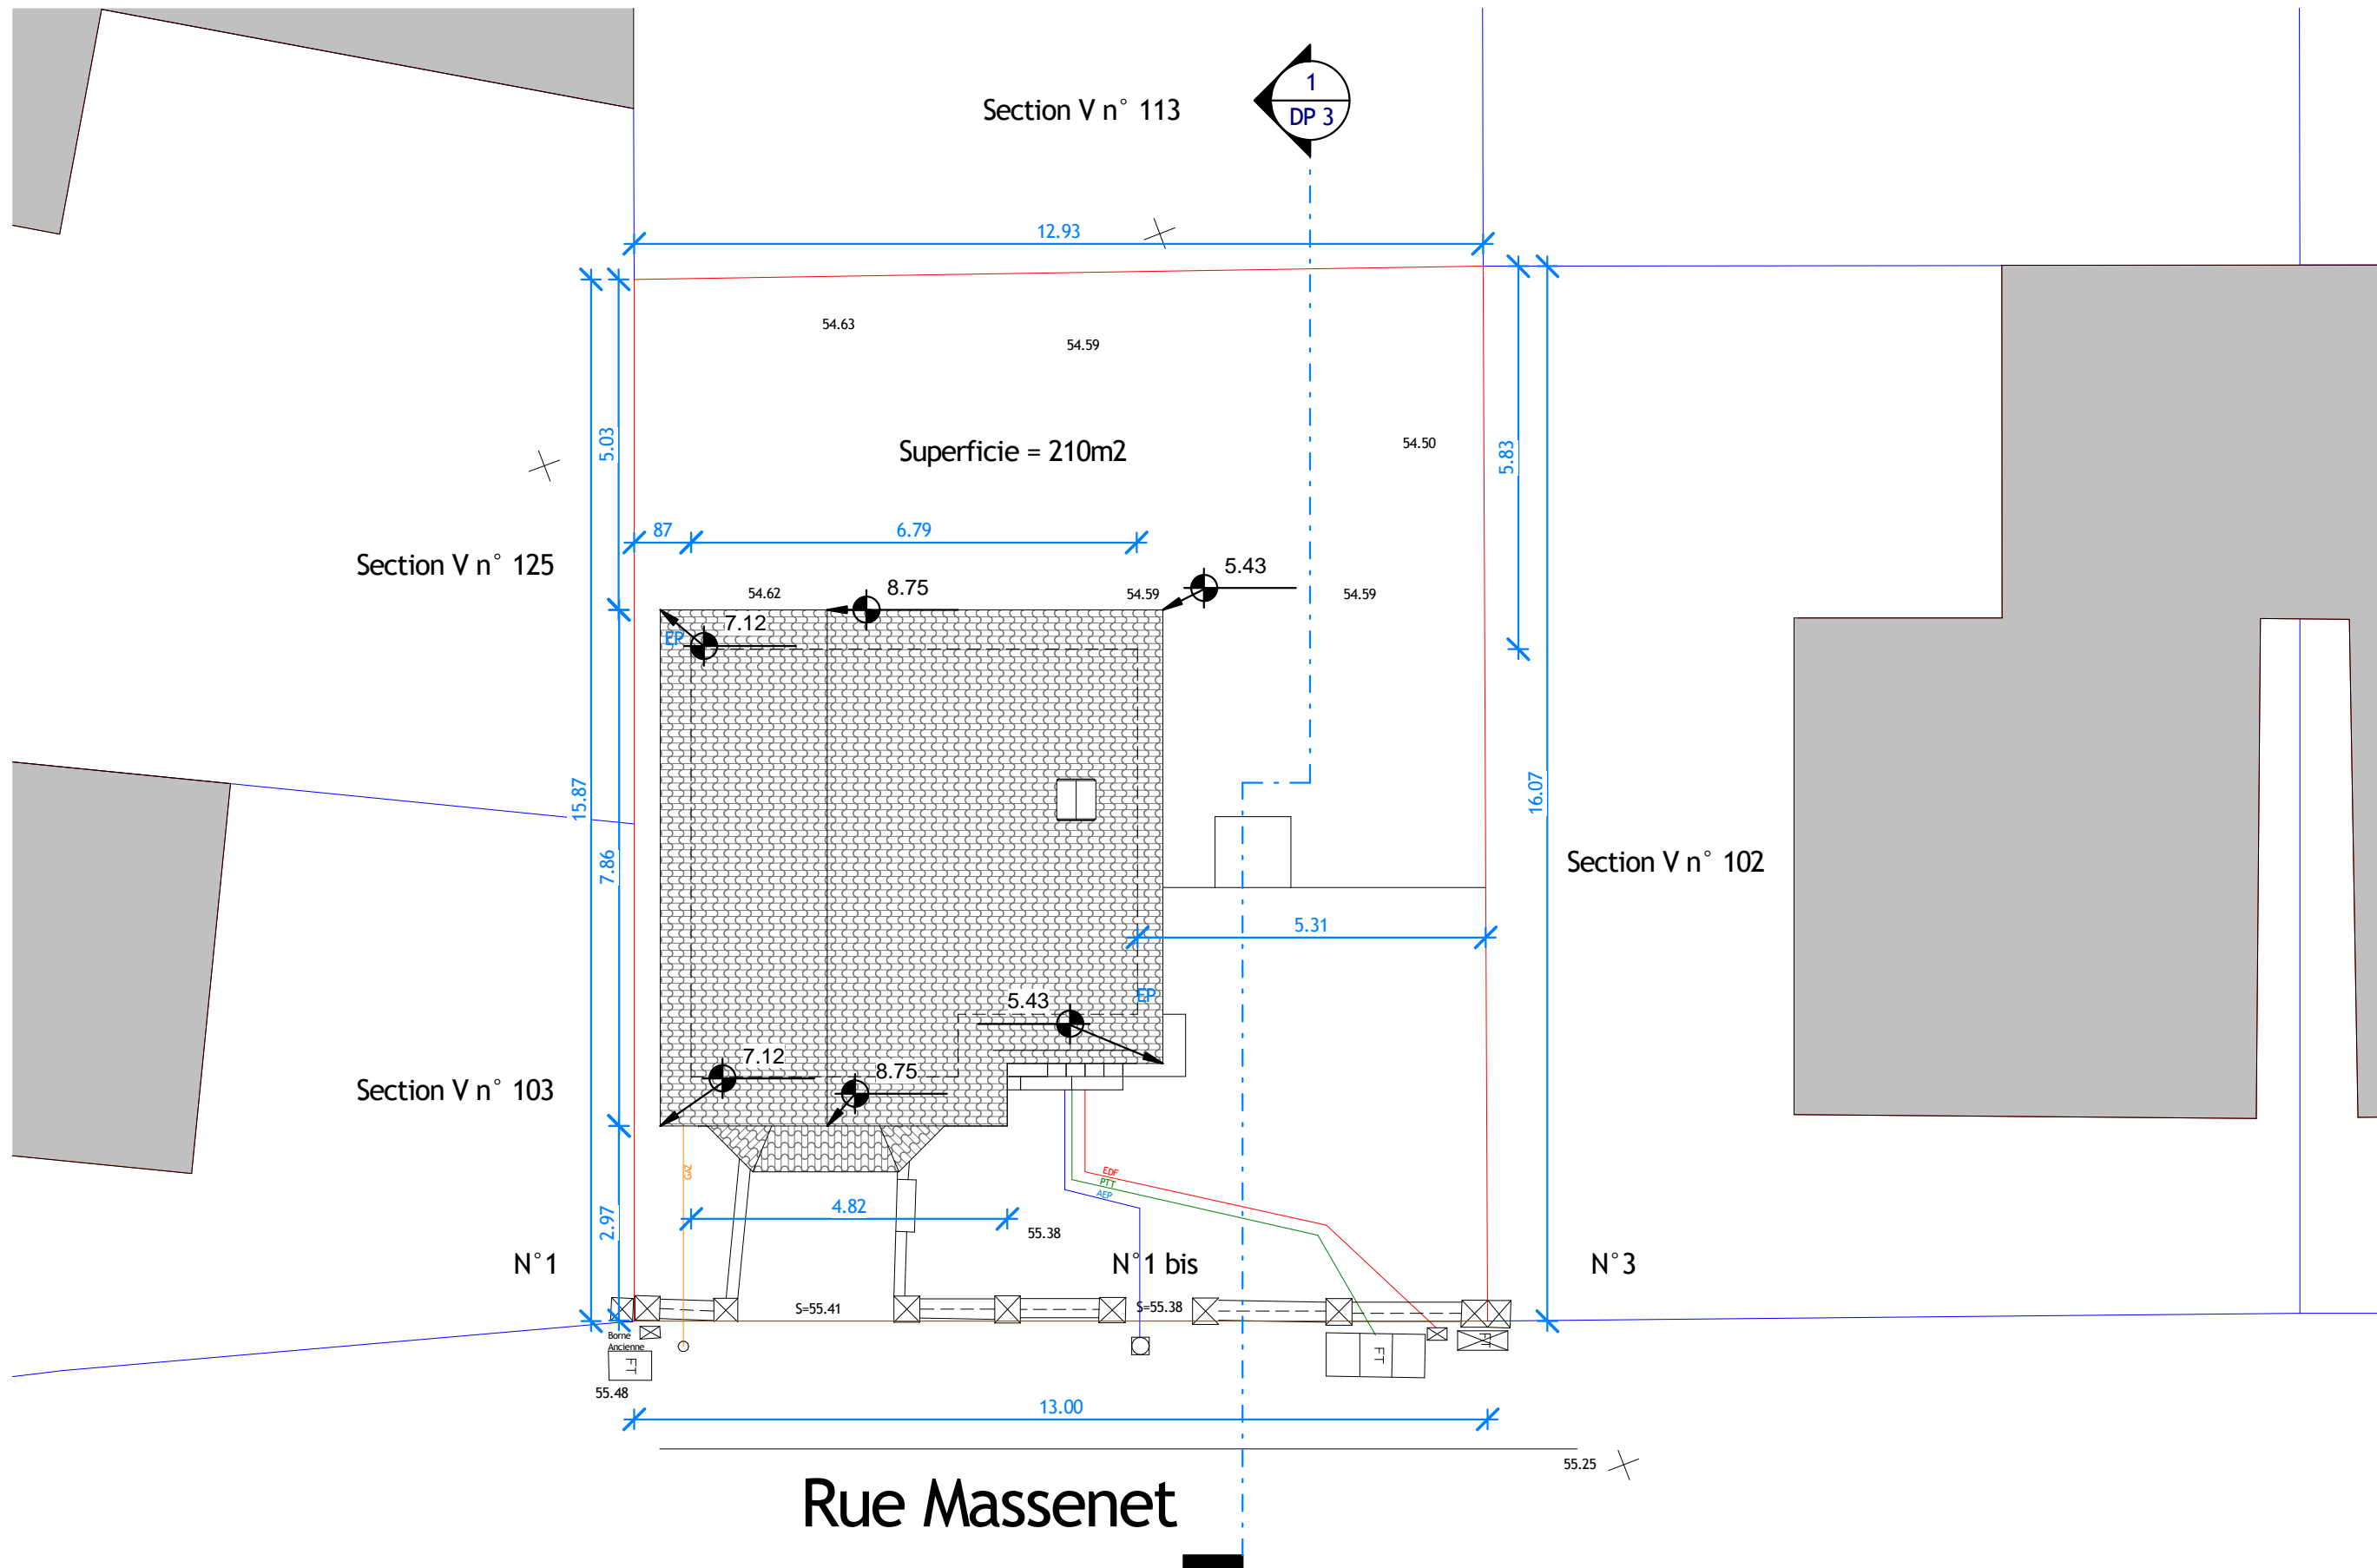 1
Section V n° 113
DP 3
12.93
54.63
54.59
5.03
Superficie = 210m2
54.50
5.83
87
6.79
Section V n° 125
5.43
8.75
54.62
54.59
54.59
7.12
EP
15.87
16.07
7.86
Section V n° 102
5.31
EP
5.43
7.12
8.75
Section V n° 103
GAZ
EDF
PTT
AEP
4.82
2.97
55.38
N°1
N°1 bis
N°3
S=55.41
S=55.38
Borne
Ancienne
FT
FT
FT
55.48
13.00
55.25
Rue Massenet